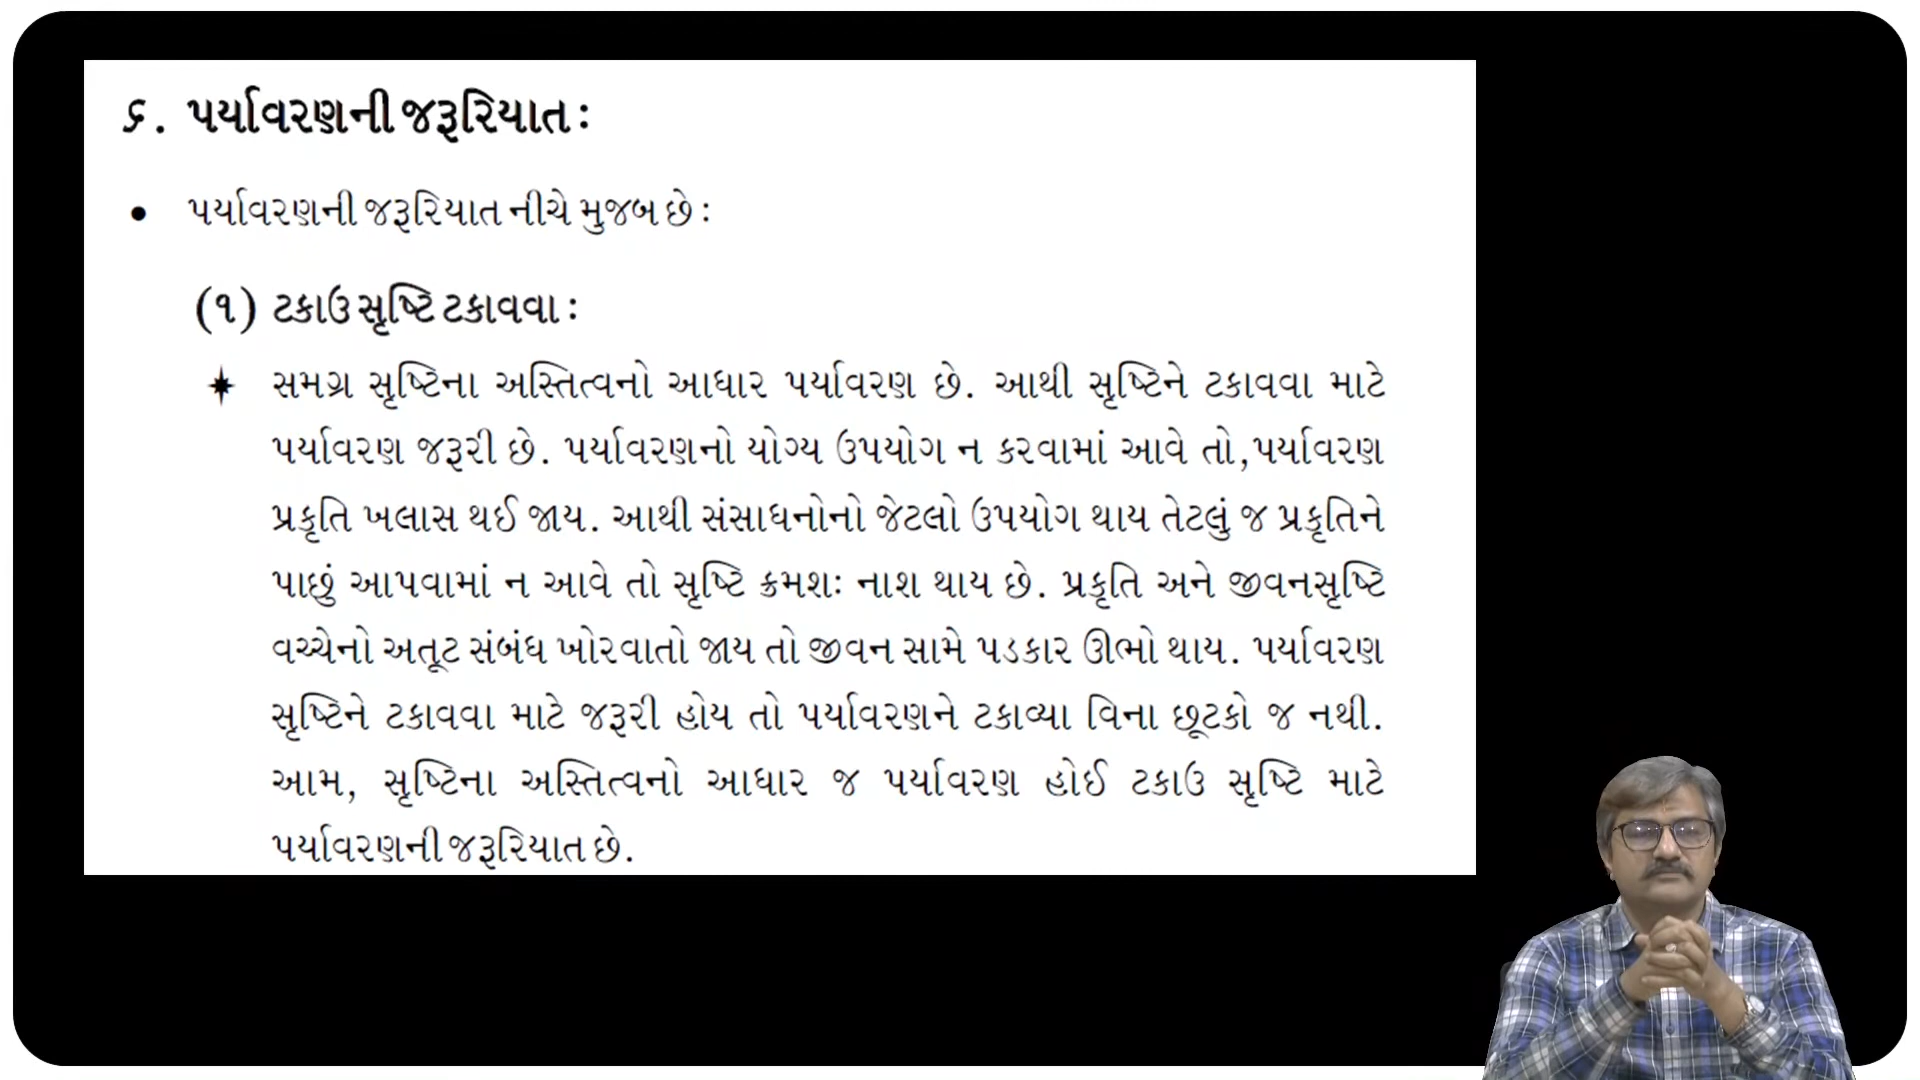 ૬. પર્યાવરણની જરૂરિયાત :
• પર્યાવરણની જરૂરિયાત નીચે મુજબ છે :
(૧) ટકાઉ સૃષ્ટિ ટકાવવા :
સમગ્ર સૃષ્ટિના અસ્તિત્વનો આધાર પર્યાવરણ છે. આથી સૃષ્ટિને ટકાવવા માટે
પર્યાવરણ જરૂરી છે. પર્યાવરણનો યોગ્ય ઉપયોગ ન કરવામાં આવે તો,પર્યાવરણ
પ્રકૃતિ ખલાસ થઈ જાય. આથી સંસાધનોનો જેટલો ઉપયોગ થાય તેટલું જ પ્રકૃતિને
પાછું આપવામાં ન આવે તો સૃષ્ટિ ક્રમશઃ નાશ થાય છે. પ્રકૃતિ અને જીવનસૃષ્ટિ
વચ્ચેનો અતૂટ સંબંધ ખોરવાતો જાય તો જીવન સામે પડકાર ઊભો થાય. પર્યાવરણ
સૃષ્ટિને ટકાવવા માટે જરૂરી હોય તો પર્યાવરણને ટકાવ્યા વિના છૂટકો જ નથી.
આમ, સૃષ્ટિના અસ્તિત્વનો આધાર જ પર્યાવરણ હોઈ ટકાઉ સૃષ્ટિ માટે
પર્યાવરણની જરૂરિયાત છે.